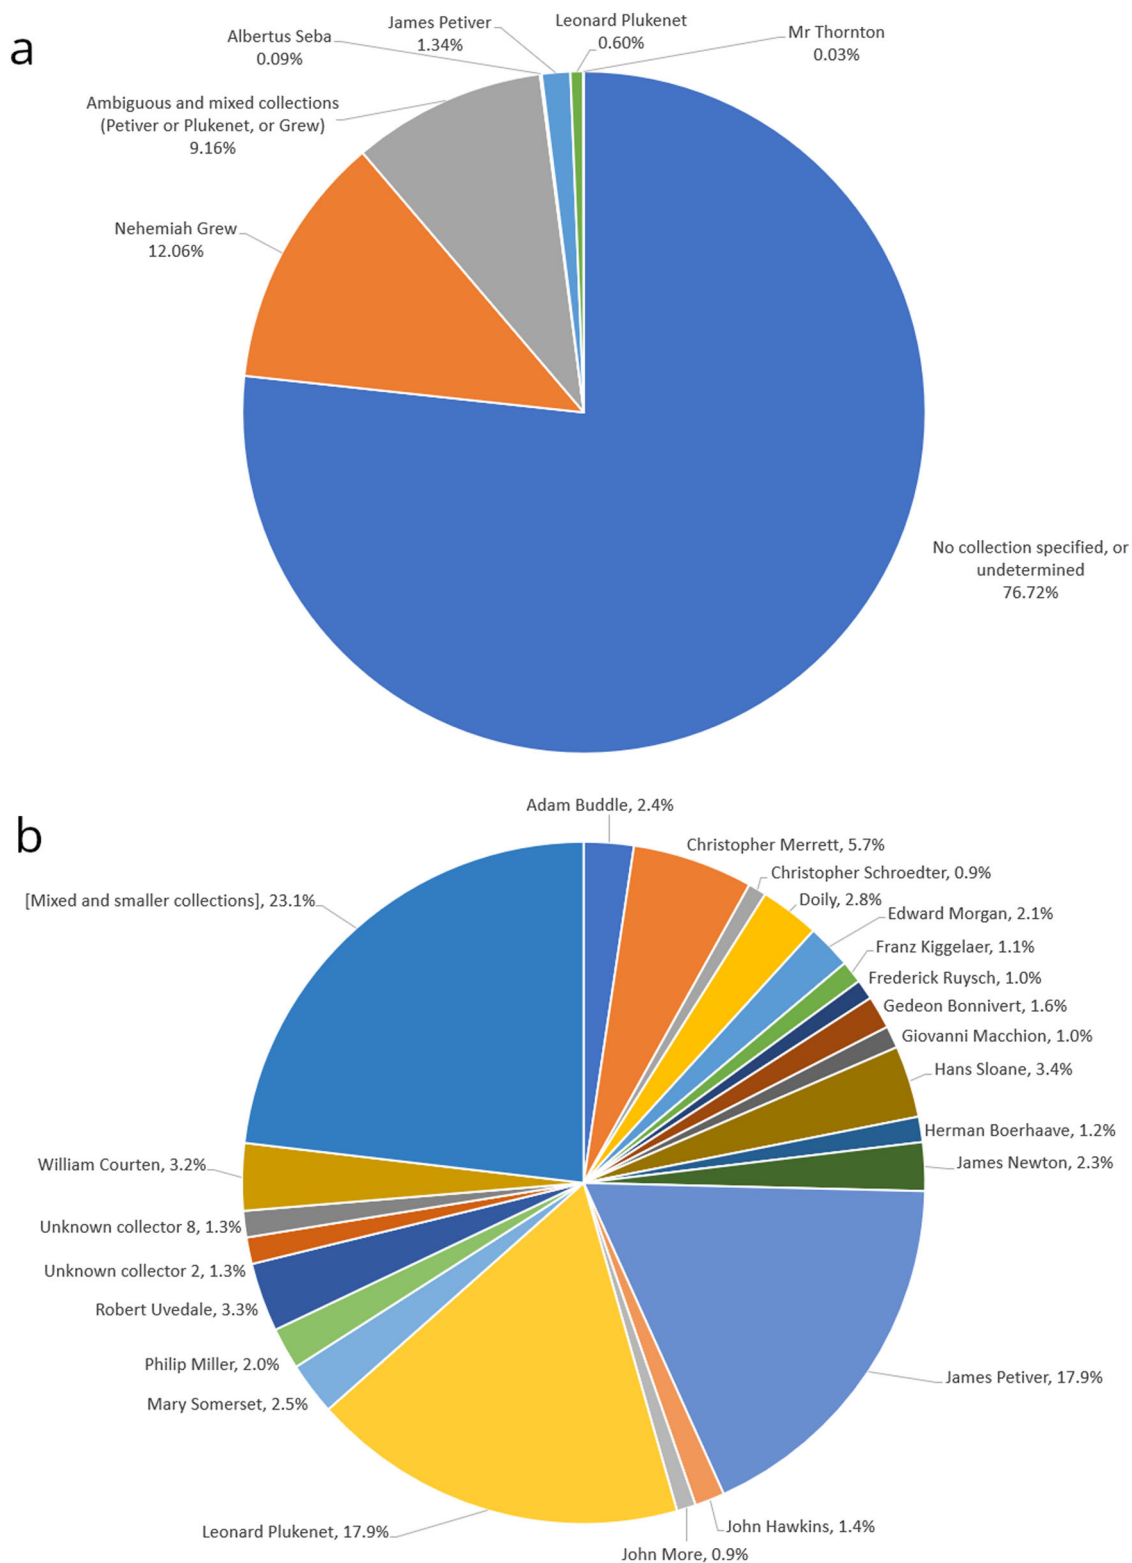 a
Albertus Seba
0.09%
James Petiver
1.34%
Leonard Plukenet
0.60%
Mr Thornton
0.03%
Ambiguous and mixed collections
(Petiver or Plukenet, or Grew)
9.16%
Nehemiah Grew
12.06%
No collection specified, or
undetermined
76.72%
b
Adam Buddle, 2.4%
Christopher Merrett, 5.7%
Christopher Schroedter, 0.9%
Doily, 2.8%
Edward Morgan, 2.1%
Franz Kiggelaer, 1.1%
Frederick Ruysch, 1.0%
Gedeon Bonnivert, 1.6%
Giovanni Macchion, 1.0%
Hans Sloane, 3.4%
Herman Boerhaave, 1.2%
James Newton, 2.3%
James Petiver, 17.9%
John Hawkins, 1.4%
John More, 0.9%
Leonard Plukenet, 17.9%
Mary Somerset, 2.5%
Philip Miller, 2.0%
Robert Uvedale, 3.3%
Unknown collector 2, 1.3%
Unknown collector 8, 1.3%
William Courten, 3.2%
[Mixed and smaller collections], 23.1%